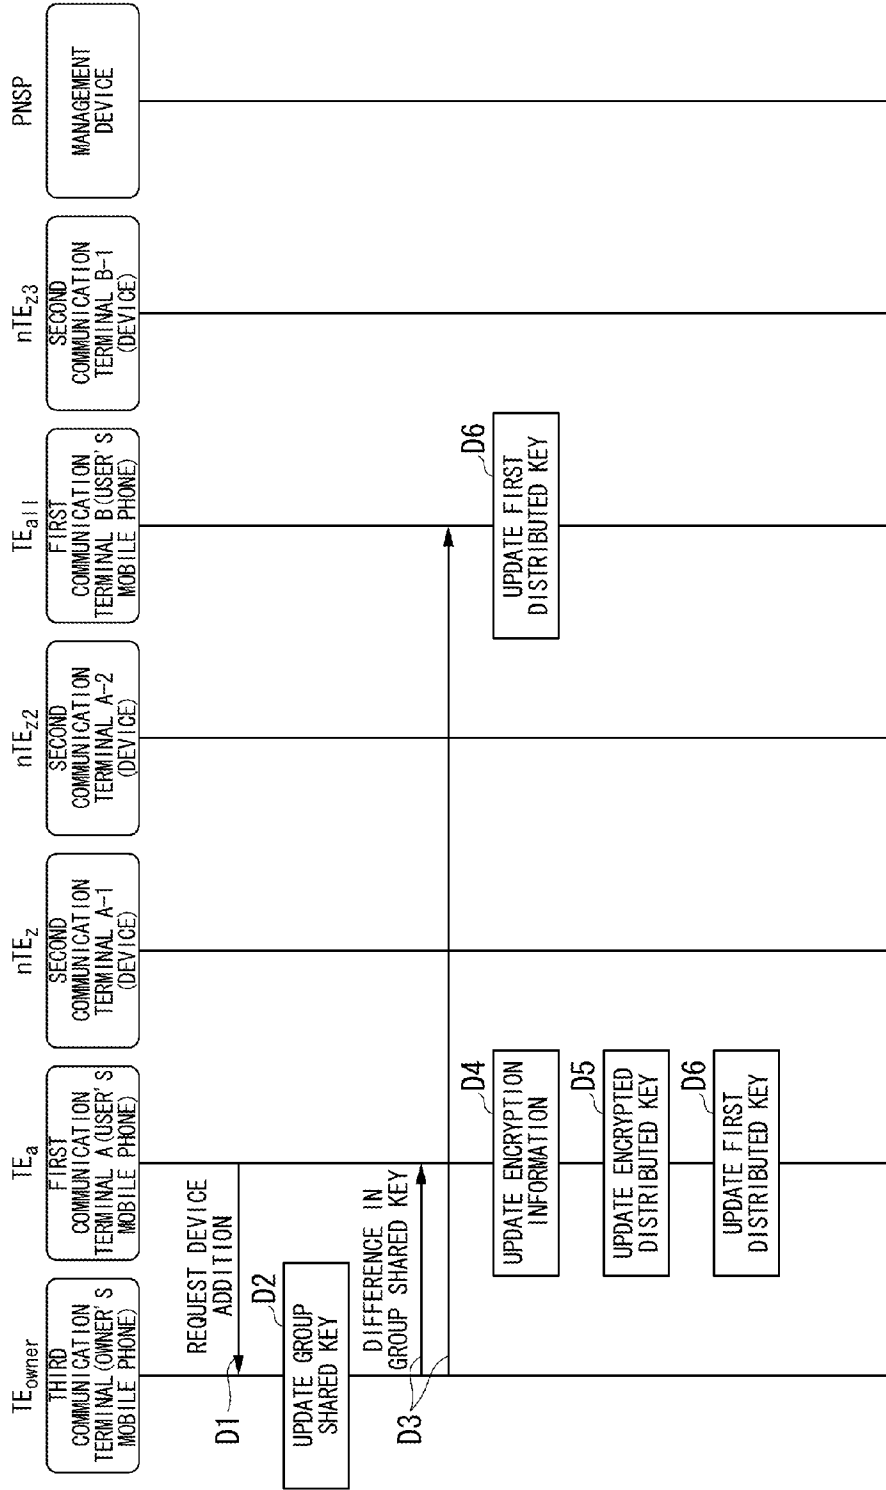 TEowner
THIRD
COMMUNICATION
TERMINAL(OWNER'S
MOBILE PHONE)
TEa
FIRST
COMMUNICATION
TERMINAL A(USER'S
MOBILE PHONE)
nTEz
SECOND
COMMUNICATION
TERMINAL A-1
(DEVICE)
nTEz2
SECOND
COMMUNICATION
TERMINAL A-2
(DEVICE)
TEall
FIRST
COMMUNICATION
TERMINAL B(USER'S
MOBILE PHONE)
nTEz3
SECOND
COMMUNICATION
TERMINAL B-1
(DEVICE)
PNSP
MANAGEMENT
DEVICE
REQUEST DEVICE
ADDITION
D1
D2
UPDATE GROUP
SHARED KEY
DIFFERENCE IN
GROUP SHARED KEY
D3
D4
UPDATE ENCRYPTION
INFORMATION
D6
UPDATE FIRST
DISTRIBUTED KEY
D5
UPDATE ENCRYPTED
DISTRIBUTED KEY
D6
UPDATE FIRST
DISTRIBUTED KEY